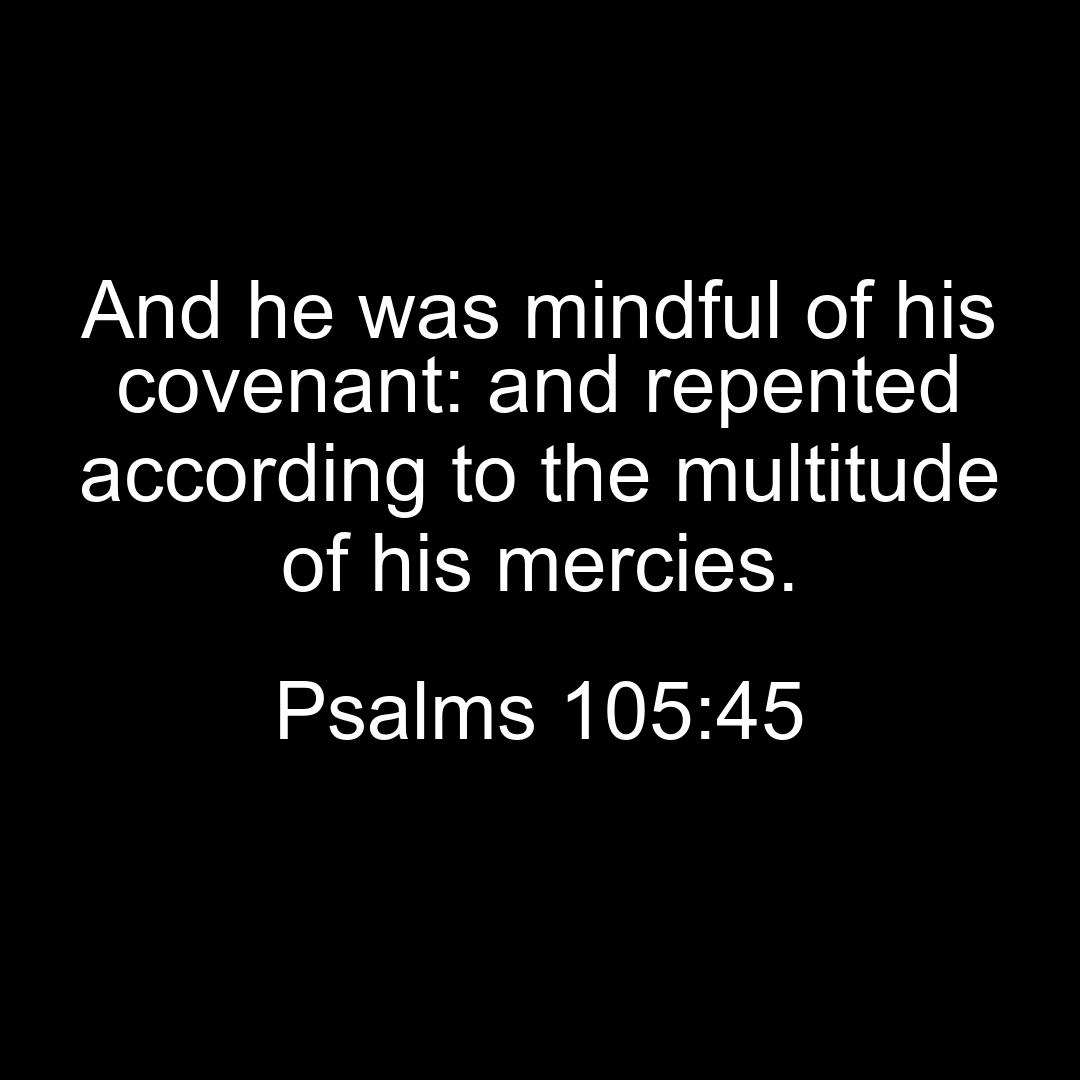 And he was mindful of his
covenant: and repented
according to the multitude
of his mercies.
Psalms 105:45